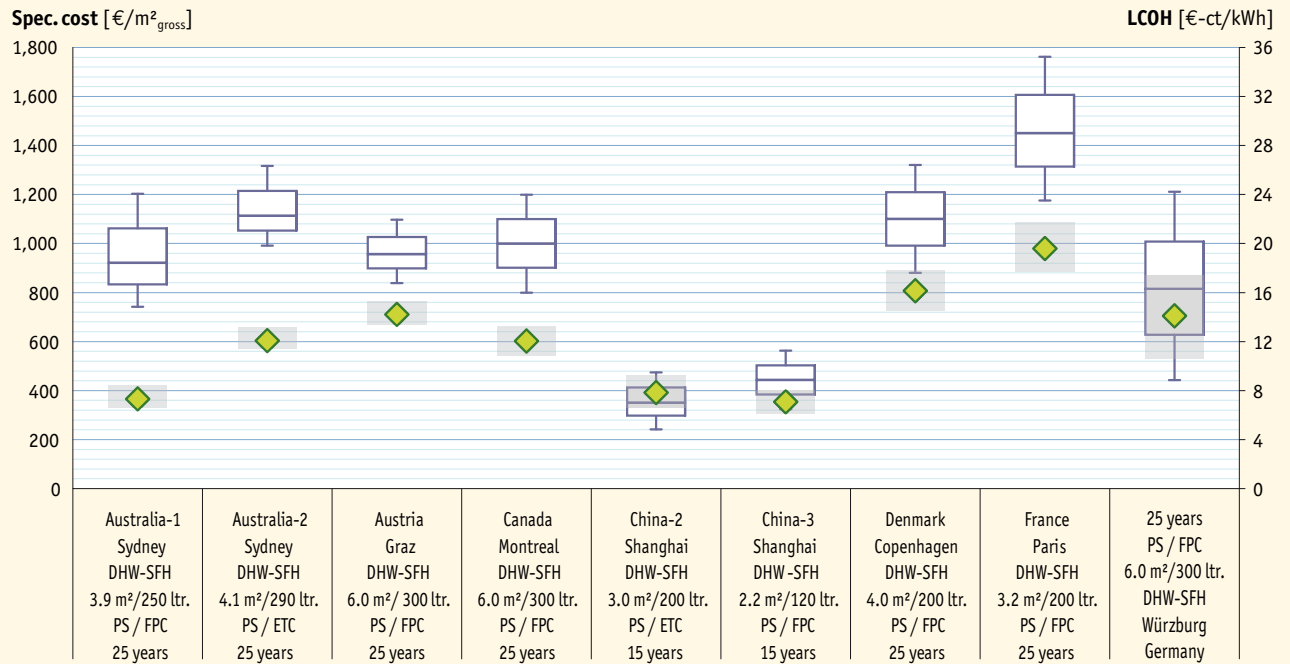 Spec. cost [€/m²gross]
LCOH [€-ct/kWh]
1,800
1,600
1,400
1,200
1,000
800
600
400
200
0
36
32
28
24
20
16
12
8
4
0
Australia-1
Sydney
DHW-SFH
3.9 m²/250 ltr.
PS / FPC
25 years
Australia-2
Sydney
DHW-SFH
4.1 m²/290 ltr.
PS / ETC
25 years
Austria
Graz
DHW-SFH
6.0 m²/ 300 ltr.
PS / FPC
25 years
Canada
Montreal
DHW-SFH
6.0 m²/300 ltr.
PS / FPC
25 years
China-2
Shanghai
DHW-SFH
3.0 m²/200 ltr.
PS / ETC
15 years
China-3
Shanghai
DHW -SFH
2.2 m²/120 ltr.
PS / FPC
15 years
Denmark
Copenhagen
DHW-SFH
4.0 m²/200 ltr.
PS / FPC
25 years
France
Paris
DHW-SFH
3.2 m²/200 ltr.
PS / FPC
25 years
25 years
PS / FPC
6.0 m²/300 ltr.
DHW-SFH
Würzburg
Germany